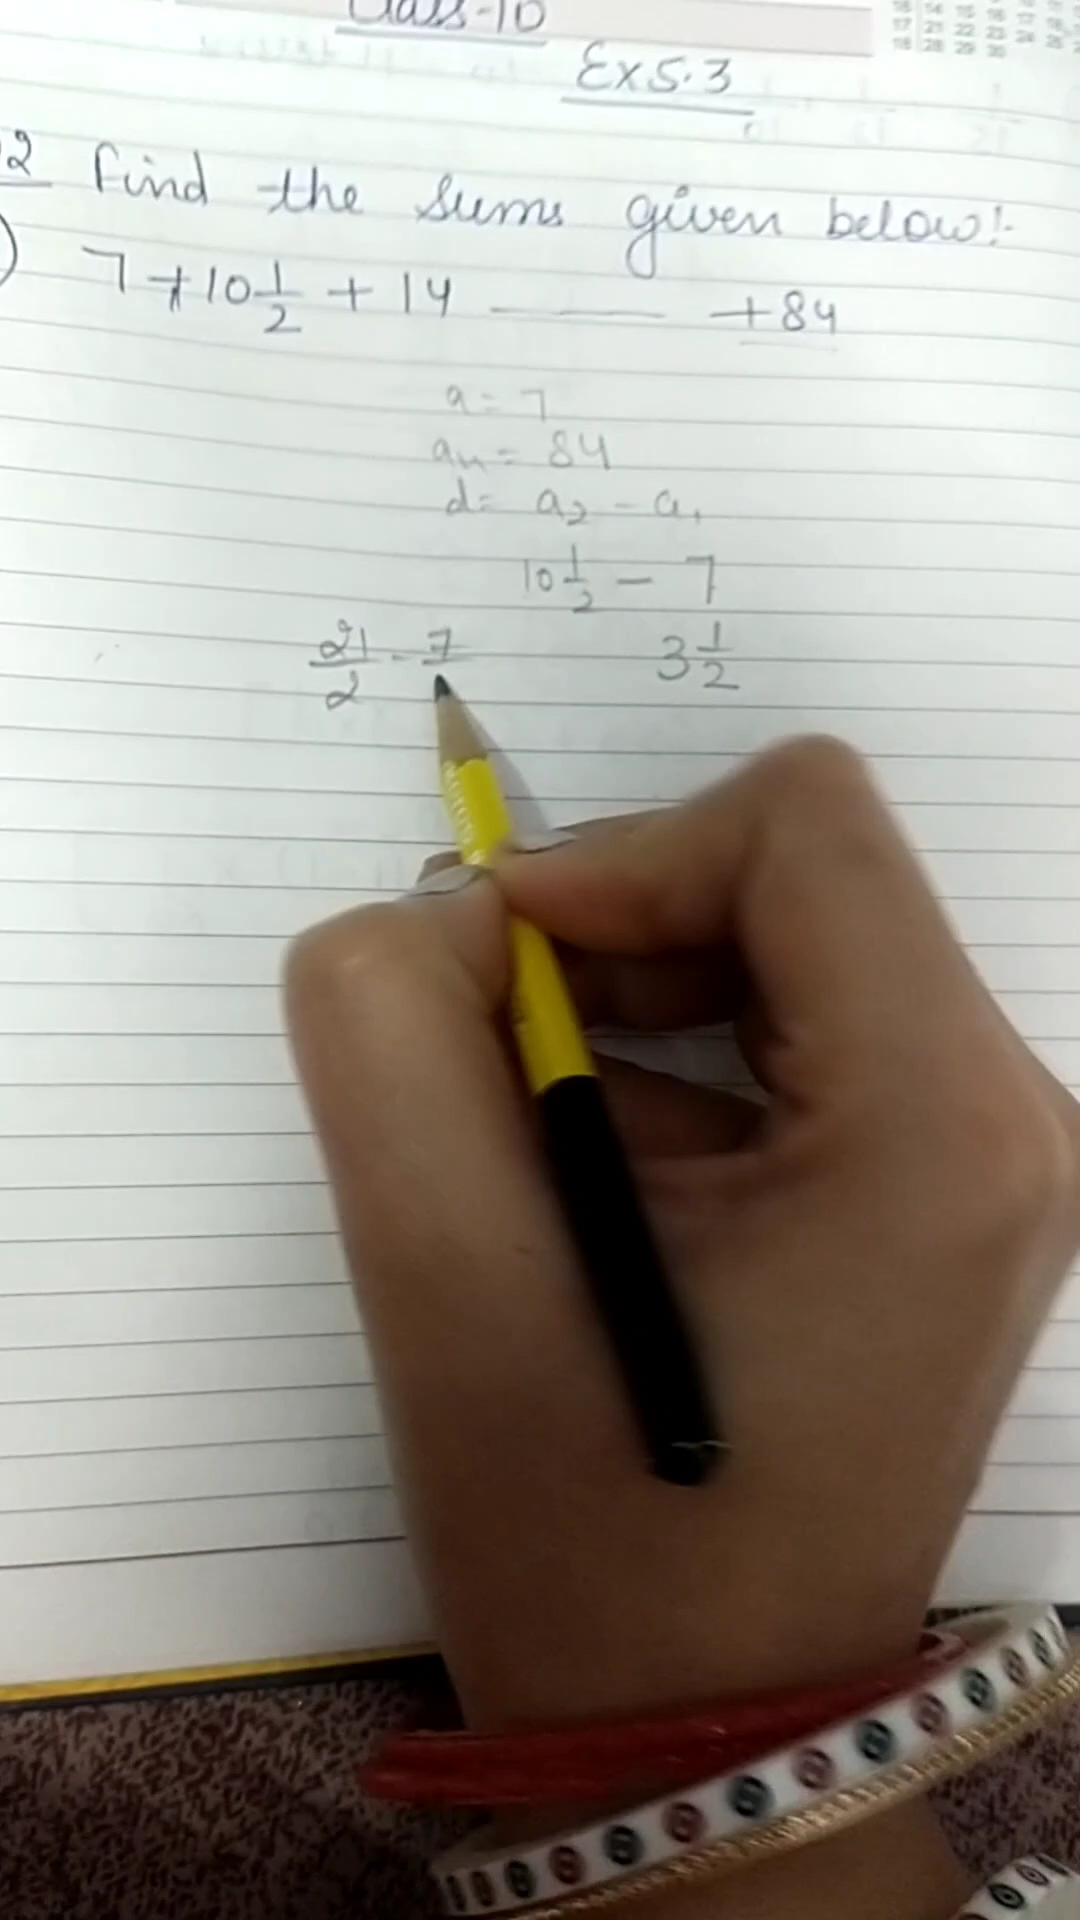 Class-10
Ex 5.3
2 Find the sums given below:-
) 7 + 10 1/2 + 14 ——— + 84
a = 7
an = 84
d = a2 - a1
10 1/2 - 7
21/2 - 7/ 3 1/2